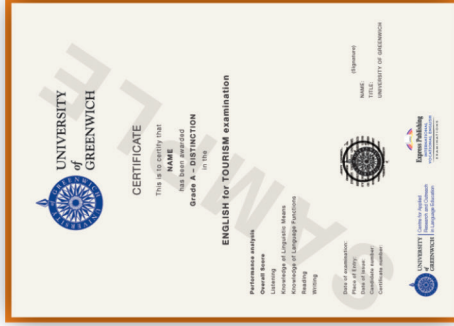 UNIVERSITY
of
GREENWICH
CERTIFICATE
This is to certify that
NAME
has been awarded
Grade A – DISTINCTION
in the
ENGLISH for TOURISM examination
Performance analysis
Overall Score
Listening
Knowledge of Linguistic Means
Knowledge of Language Functions
Reading
Writing
Date of examination:
Place of Entry:
Date of issue:
Candidate number:
Certificate number:
(Signature)
NAME:
TITLE:
UNIVERSITY OF GREENWICH
UNIVERSITY
of
GREENWICH
Centre for Applied
Research and Outreach
in Language Education
Express Publishing
SAMPLE